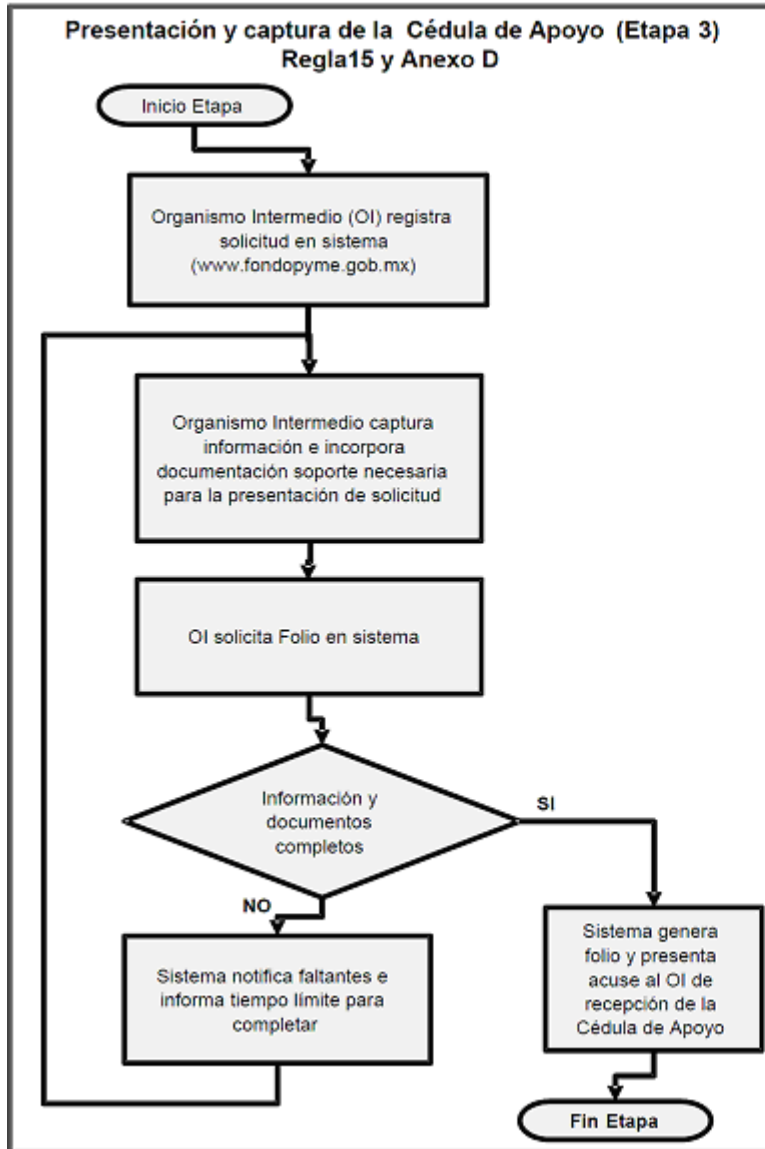 Presentación y captura de la Cédula de Apoyo (Etapa 3)
Regla15 y Anexo D
Inicio Etapa
Organismo Intermedio (OI) registra
solicitud en sistema
(www.fondopyme.gob.mx)
Organismo Intermedio captura
información e incorpora
documentación soporte necesaria
para la presentación de solicitud
OI solicita Folio en sistema
Información y
documentos
completos
SI
NO
Sistema notifica faltantes e
informa tiempo límite para
completar
Sistema genera
folio y presenta
acuse al OI de
recepción de la
Cédula de Apoyo
Fin Etapa